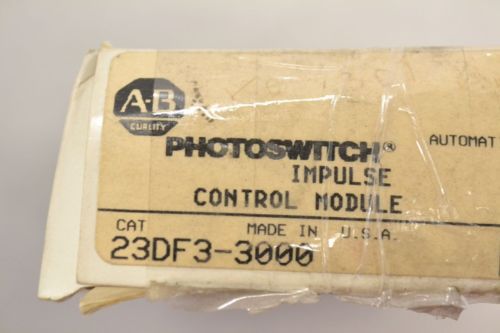 A-B
QUALITY
PHOTOSWITCH®
AUTOMAT
IMPULSE
CONTROL MODULE
CAT
MADE IN U.S.A.
23DF3-3000